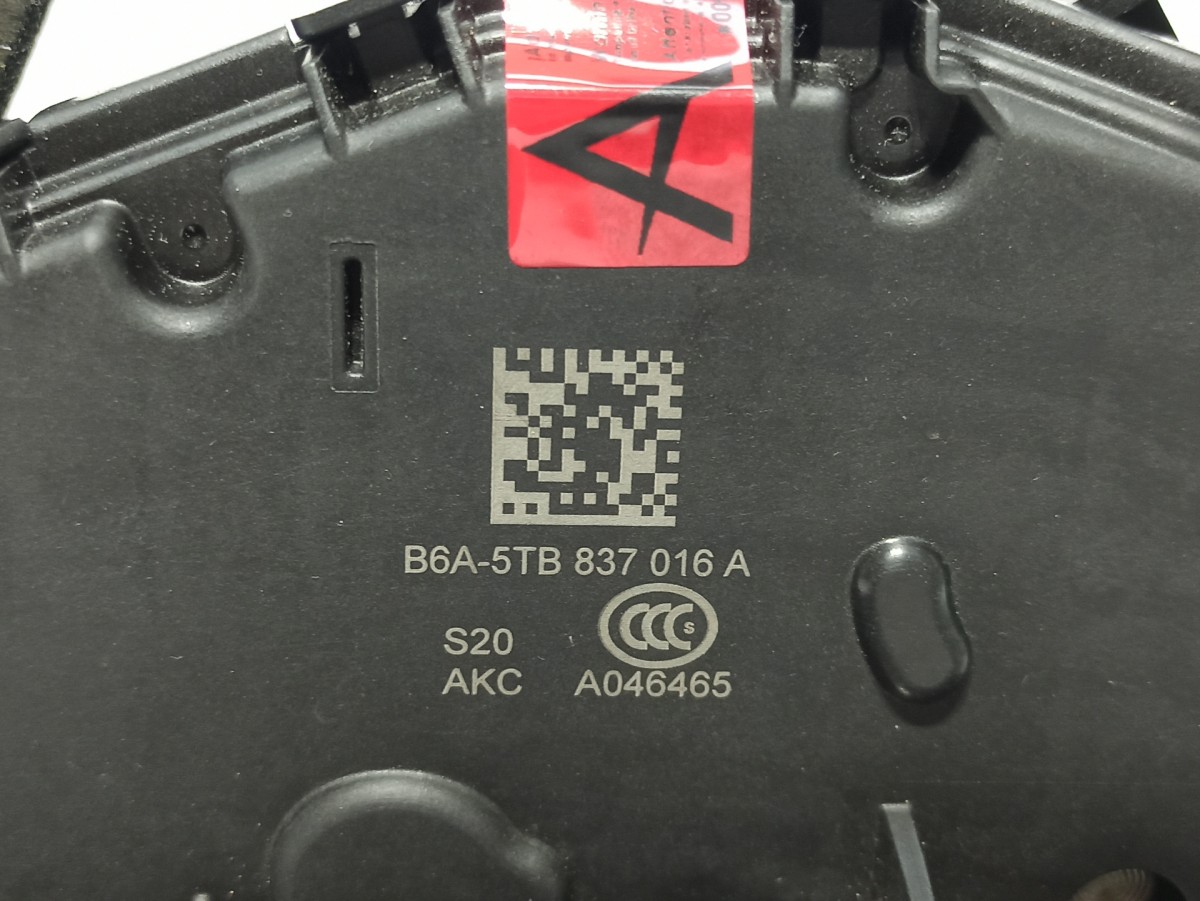 A
B6A-5TB 837 016 A
CCC S
S20
AKC
A046465